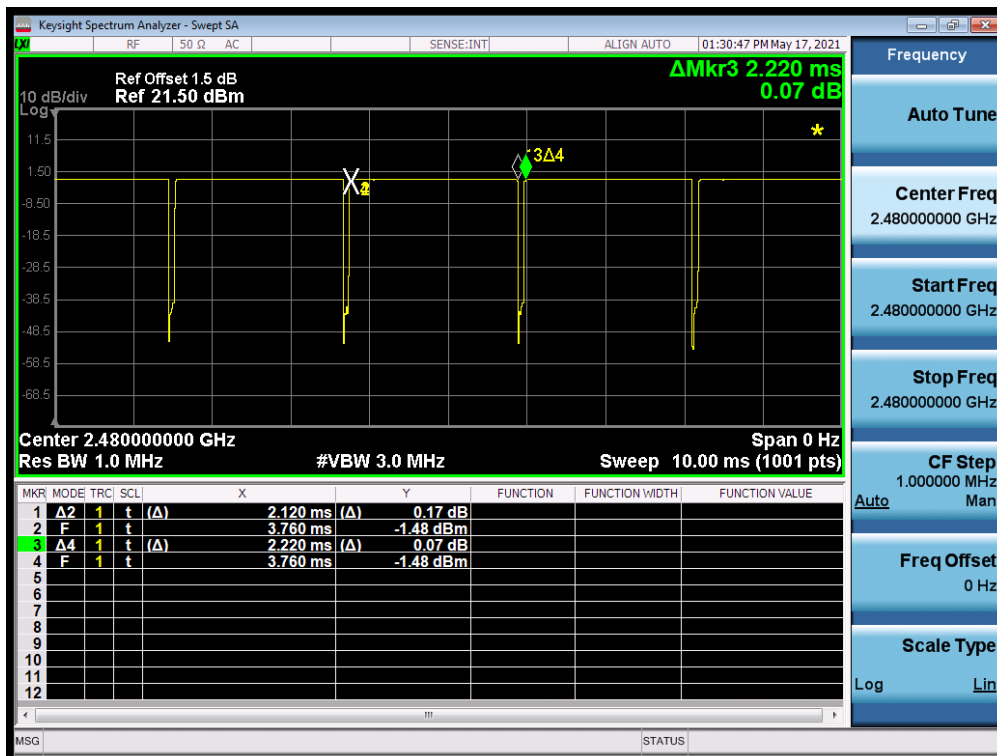 Keysight Spectrum Analyzer - Swept SA
LXI RF 50 Ω AC SENSE:INT ALIGN AUTO 01:30:47 PM May 17, 2021
Ref Offset 1.5 dB
10 dB/div Ref 21.50 dBm
Log
ΔMkr3 2.220 ms
0.07 dB
11.5
1.50
-8.50
-18.5
-28.5
-38.5
-48.5
-58.5
-68.5
*
3Δ4
Center 2.480000000 GHz Span 0 Hz
Res BW 1.0 MHz #VBW 3.0 MHz Sweep 10.00 ms (1001 pts)
MKR MODE TRC SCL X Y FUNCTION FUNCTION WIDTH FUNCTION VALUE
1 Δ2 1 t (Δ) 2.120 ms (Δ) 0.17 dB
2 F 1 t 3.760 ms -1.48 dBm
3 Δ4 1 t (Δ) 2.220 ms (Δ) 0.07 dB
4 F 1 t 3.760 ms -1.48 dBm
5
6
7
8
9
10
11
12
MSG STATUS
Frequency
Auto Tune
Center Freq
2.480000000 GHz
Start Freq
2.480000000 GHz
Stop Freq
2.480000000 GHz
CF Step
1.000000 MHz
Auto Man
Freq Offset
0 Hz
Scale Type
Log Lin